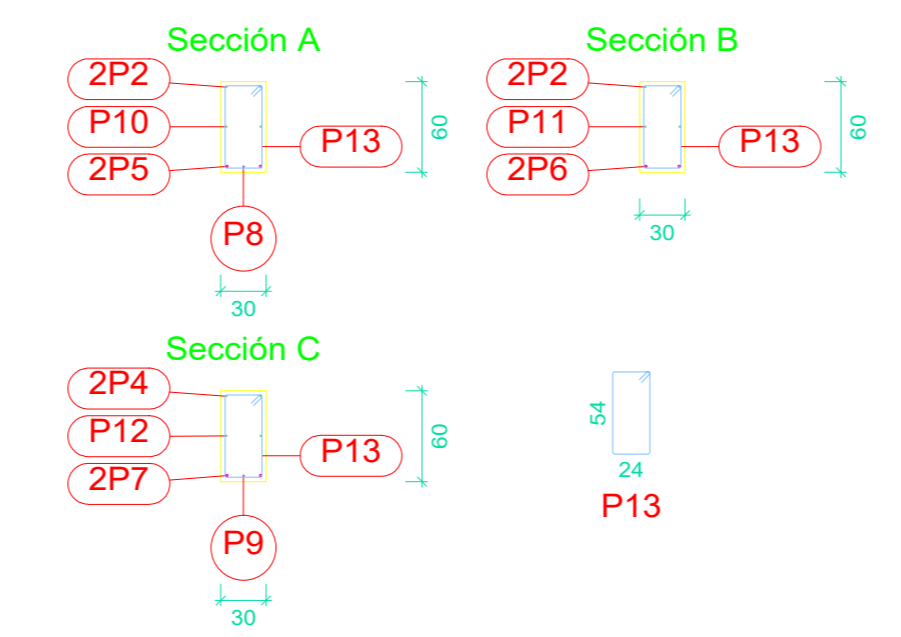 Sección A
2P2
P10
2P5
P13
P8
60
30
Sección B
2P2
P11
2P6
P13
60
30
Sección C
2P4
P12
2P7
P13
P9
60
30
54
24
P13